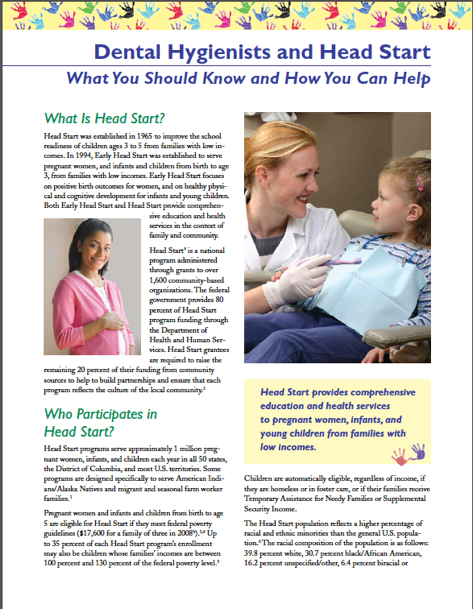 Dental Hygienists and Head Start
What You Should Know and How You Can Help
What Is Head Start?
Head Start was established in 1965 to improve the school
readiness of children ages 3 to 5 from families with low in-
comes. In 1994, Early Head Start was established to serve
pregnant women, and infants and children from birth to age
3, from families with low incomes. Early Head Start focuses
on positive birth outcomes for women, and on healthy physi-
cal and cognitive development for infants and young children.
Both Early Head Start and Head Start provide comprehen-
sive education and health
services in the context of
family and community.
Head Start is a national
program administered
through grants to over
1,600 community-based
organizations. The federal
government provides 80
percent of Head Start
program funding through
the Department of
Health and Human Ser-
vices. Head Start grantees
are required to raise the
remaining 20 percent of their funding from community
sources to help to build partnerships and ensure that each
program reflects the culture of the community.
Who Participates in
Head Start?
Head Start programs serve approximately 1 million preg-
nant women, infants, and children each year in all 50 states,
the District of Columbia, and most U.S. territories. Some
programs are designed specifically to serve American Indi-
ans/Alaska Natives and migrant and seasonal farm worker
families.
Pregnant women and infants and children from birth to age
5 are eligible for Head Start if they meet federal poverty
guidelines ($17,600 for a family of three in 2008). Up
to 35 percent of each Head Start program's enrollment
may also be children whose families' incomes are between
100 percent and 130 percent of the federal poverty level.
Head Start provides comprehensive
education and health services
to pregnant women, infants, and
young children from families with
low incomes.
Children are automatically eligible, regardless of income, if
they are homeless or in foster care, or if their families receive
Temporary Assistance for Needy Families or Supplemental
Security Income.
The Head Start population reflects a higher percentage of
racial and ethnic minorities than the general U.S. popula-
tion. The racial composition of the population is as follows:
39.8 percent white, 30.7 percent black/African American,
16.2 percent unspecified/other, 6.4 percent biracial or